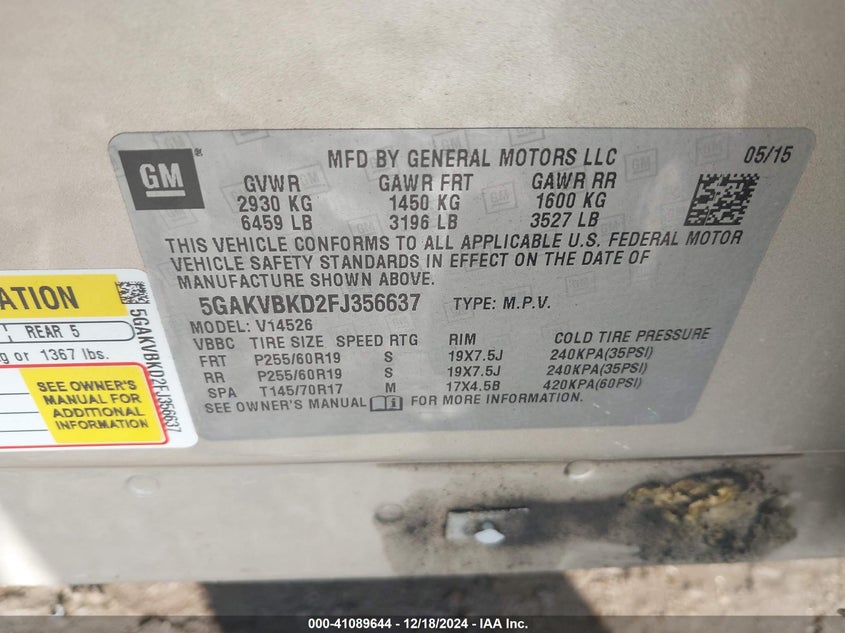 GM ®
MFD BY GENERAL MOTORS LLC 05/15
GVWR GAWR FRT GAWR RR
2930 KG 1450 KG 1600 KG
6459 LB 3196 LB 3527 LB
THIS VEHICLE CONFORMS TO ALL APPLICABLE U.S. FEDERAL MOTOR
VEHICLE SAFETY STANDARDS IN EFFECT ON THE DATE OF
MANUFACTURE SHOWN ABOVE.
5GAKVBKD2FJ356637 TYPE: M.P.V.
MODEL: V14526
VBBC TIRE SIZE SPEED RTG RIM COLD TIRE PRESSURE
FRT P255/60R19 S 19X7.5J 240KPA(35PSI)
RR P255/60R19 S 19X7.5J 240KPA(35PSI)
SPA T145/70R17 M 17X4.5B 420KPA(60PSI)
SEE OWNER'S MANUAL FOR MORE INFORMATION.
ATION
REAR 5
g or 1367 lbs.
SEE OWNER'S
MANUAL FOR
ADDITIONAL
INFORMATION
5GAKVBKD2FJ356637
000-41089644 - 12/18/2024 - IAA Inc.